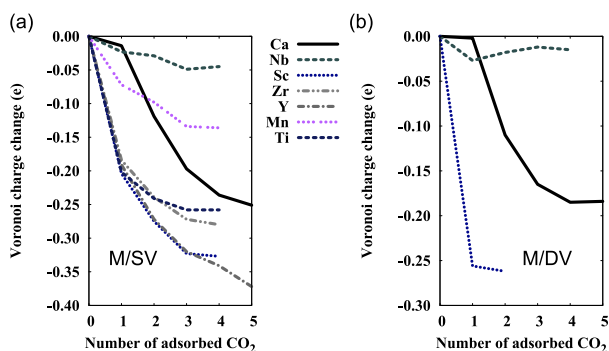 (a)
Voronoi charge change (e)
0.00
−0.05
−0.10
−0.15
−0.20
−0.25
−0.30
−0.35
−0.40
M/SV
0 1 2 3 4 5
Number of adsorbed CO₂
Ca
Nb
Sc
Zr
Y
Mn
Ti
(b)
Voronoi charge change (e)
0.00
−0.05
−0.10
−0.15
−0.20
−0.25
−0.30
M/DV
0 1 2 3 4 5
Number of adsorbed CO₂